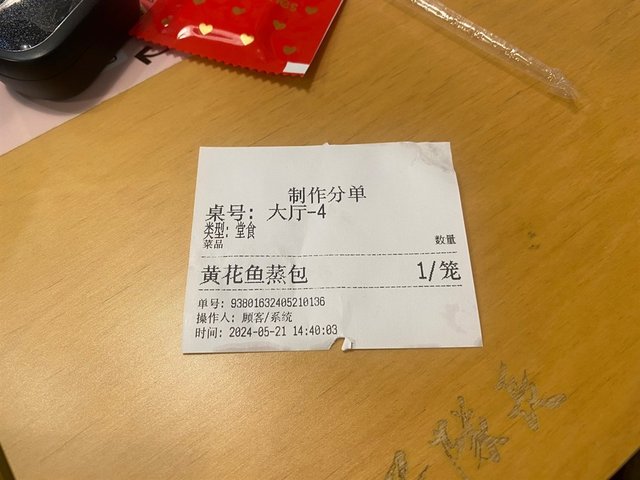 制作分单
桌号: 大厅-4
类型: 堂食
菜品 数量
黄花鱼蒸包 1/笼
单号: 93801632405210136
操作人: 顾客/系统
时间: 2024-05-21 14:40:03